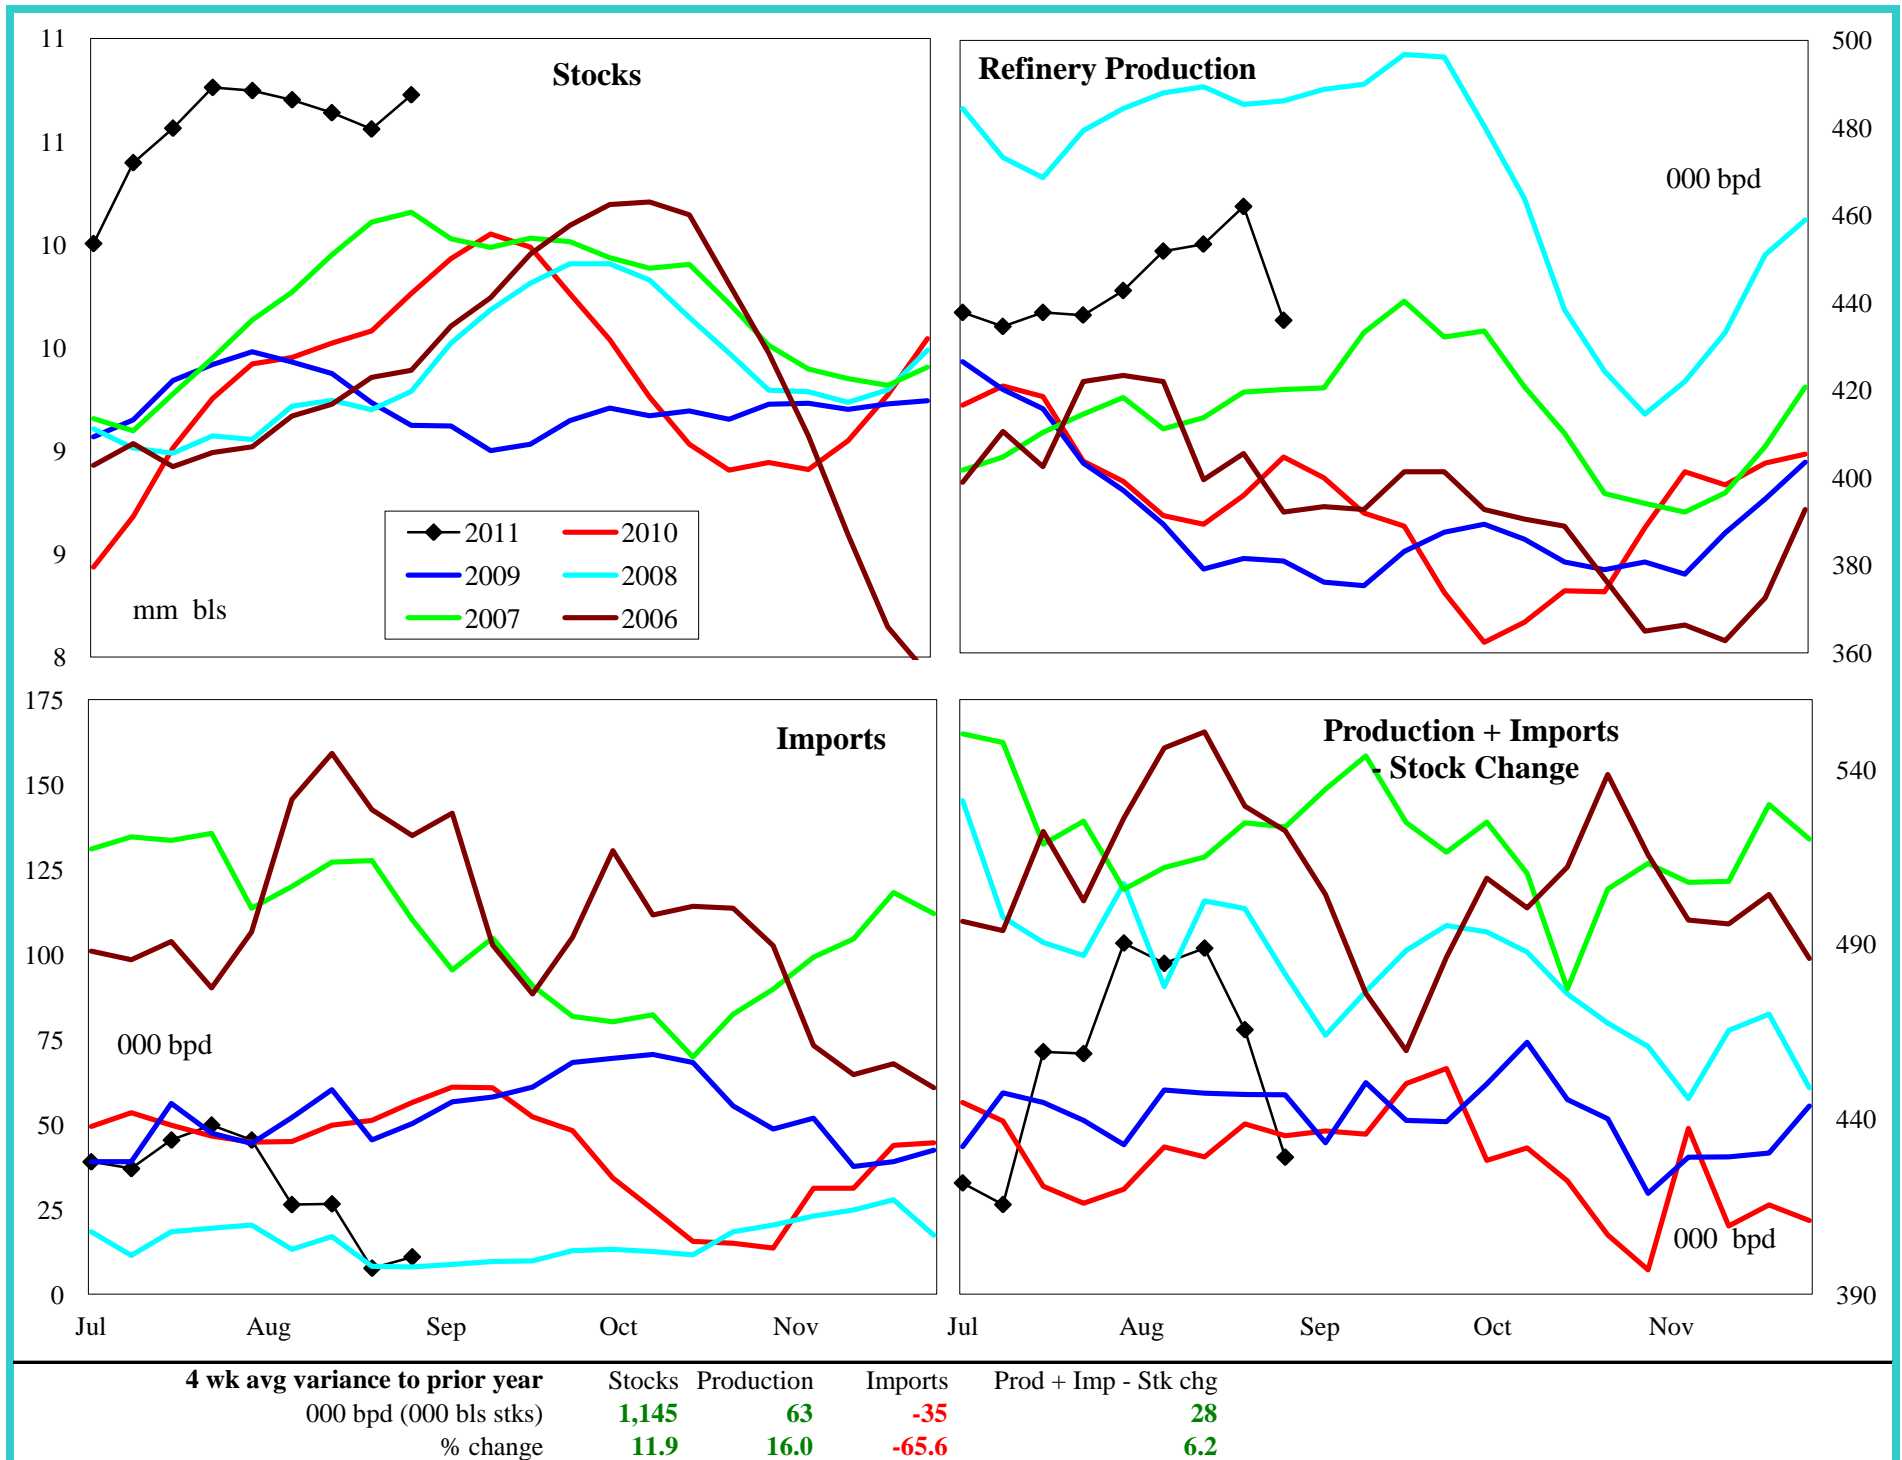 Stocks
11
11
10
10
9
9
8
mm bls
2011
2010
2009
2008
2007
2006
Refinery Production
000 bpd
500
480
460
440
420
400
380
360
Imports
175
150
125
100
75
50
25
0
000 bpd
Jul Aug Sep Oct Nov
Production + Imports
- Stock Change
540
490
440
390
000 bpd
Jul Aug Sep Oct Nov
4 wk avg variance to prior year Stocks Production Imports Prod + Imp - Stk chg
000 bpd (000 bls stks) 1,145 63 -35 28
% change 11.9 16.0 -65.6 6.2